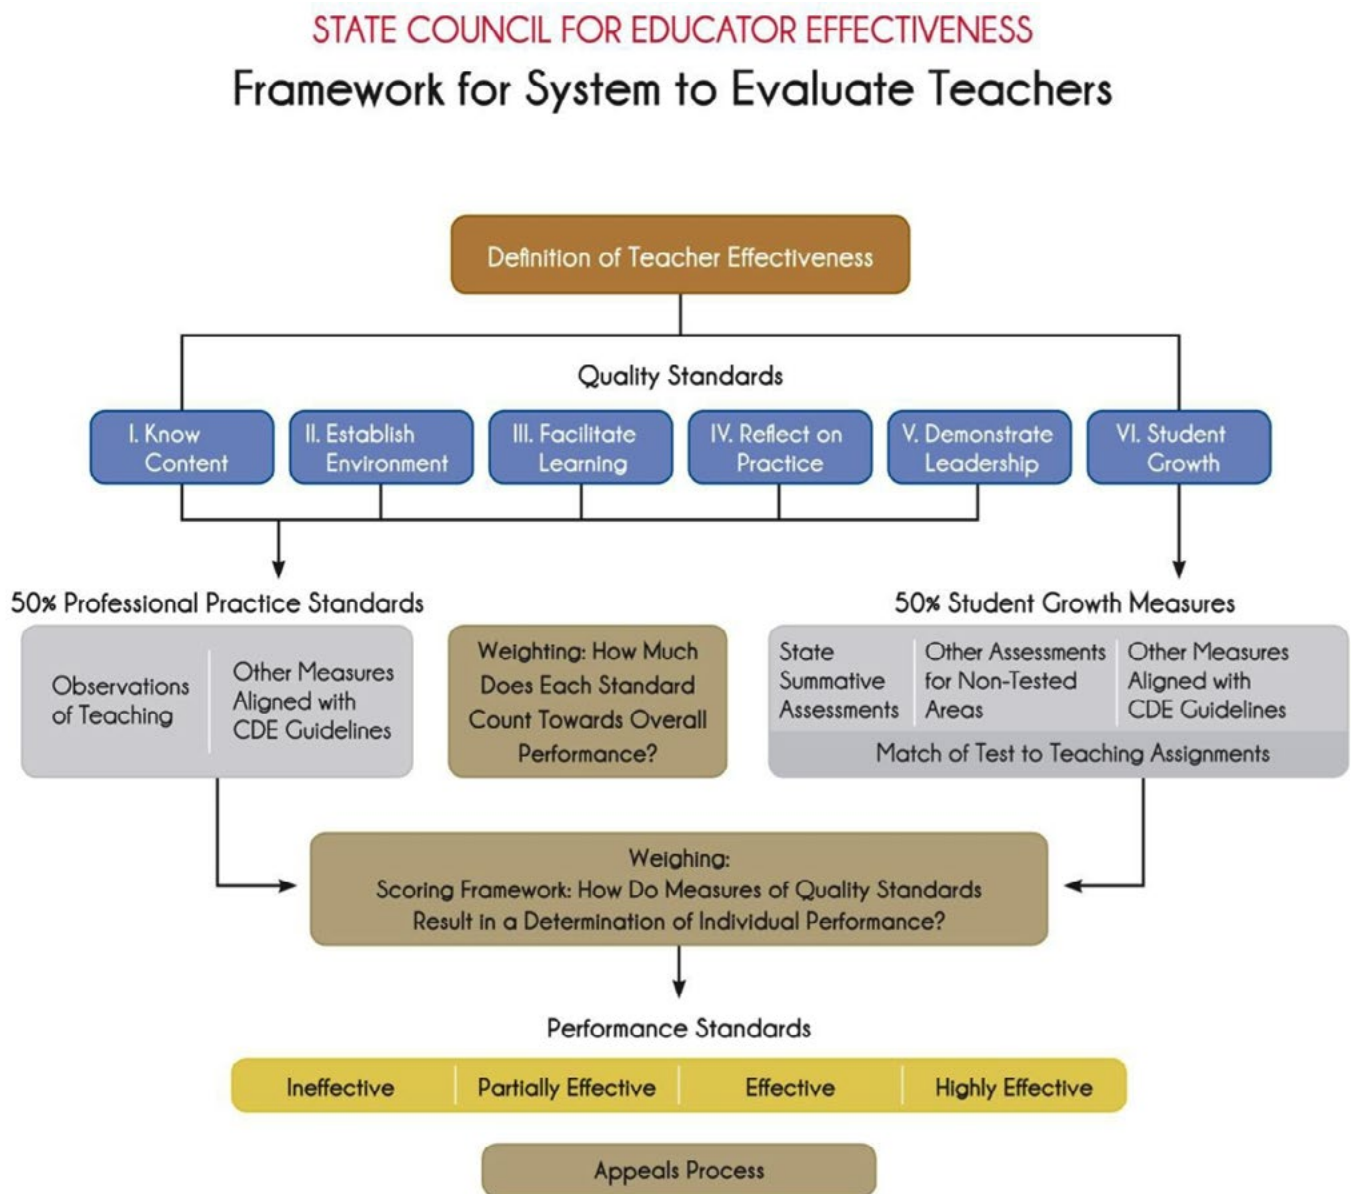 STATE COUNCIL FOR EDUCATOR EFFECTIVENESS
Framework for System to Evaluate Teachers
Definition of Teacher Effectiveness
Quality Standards
I. Know
Content
II. Establish
Environment
III. Facilitate
Learning
IV. Reflect on
Practice
V. Demonstrate
Leadership
VI. Student
Growth
50% Professional Practice Standards
Observations
of Teaching
Other Measures
Aligned with
CDE Guidelines
Weighting: How Much
Does Each Standard
Count Towards Overall
Performance?
50% Student Growth Measures
State
Summative
Assessments
Other Assessments
for Non-Tested
Areas
Other Measures
Aligned with
CDE Guidelines
Match of Test to Teaching Assignments
Weighing:
Scoring Framework: How Do Measures of Quality Standards
Result in a Determination of Individual Performance?
Performance Standards
Ineffective
Partially Effective
Effective
Highly Effective
Appeals Process